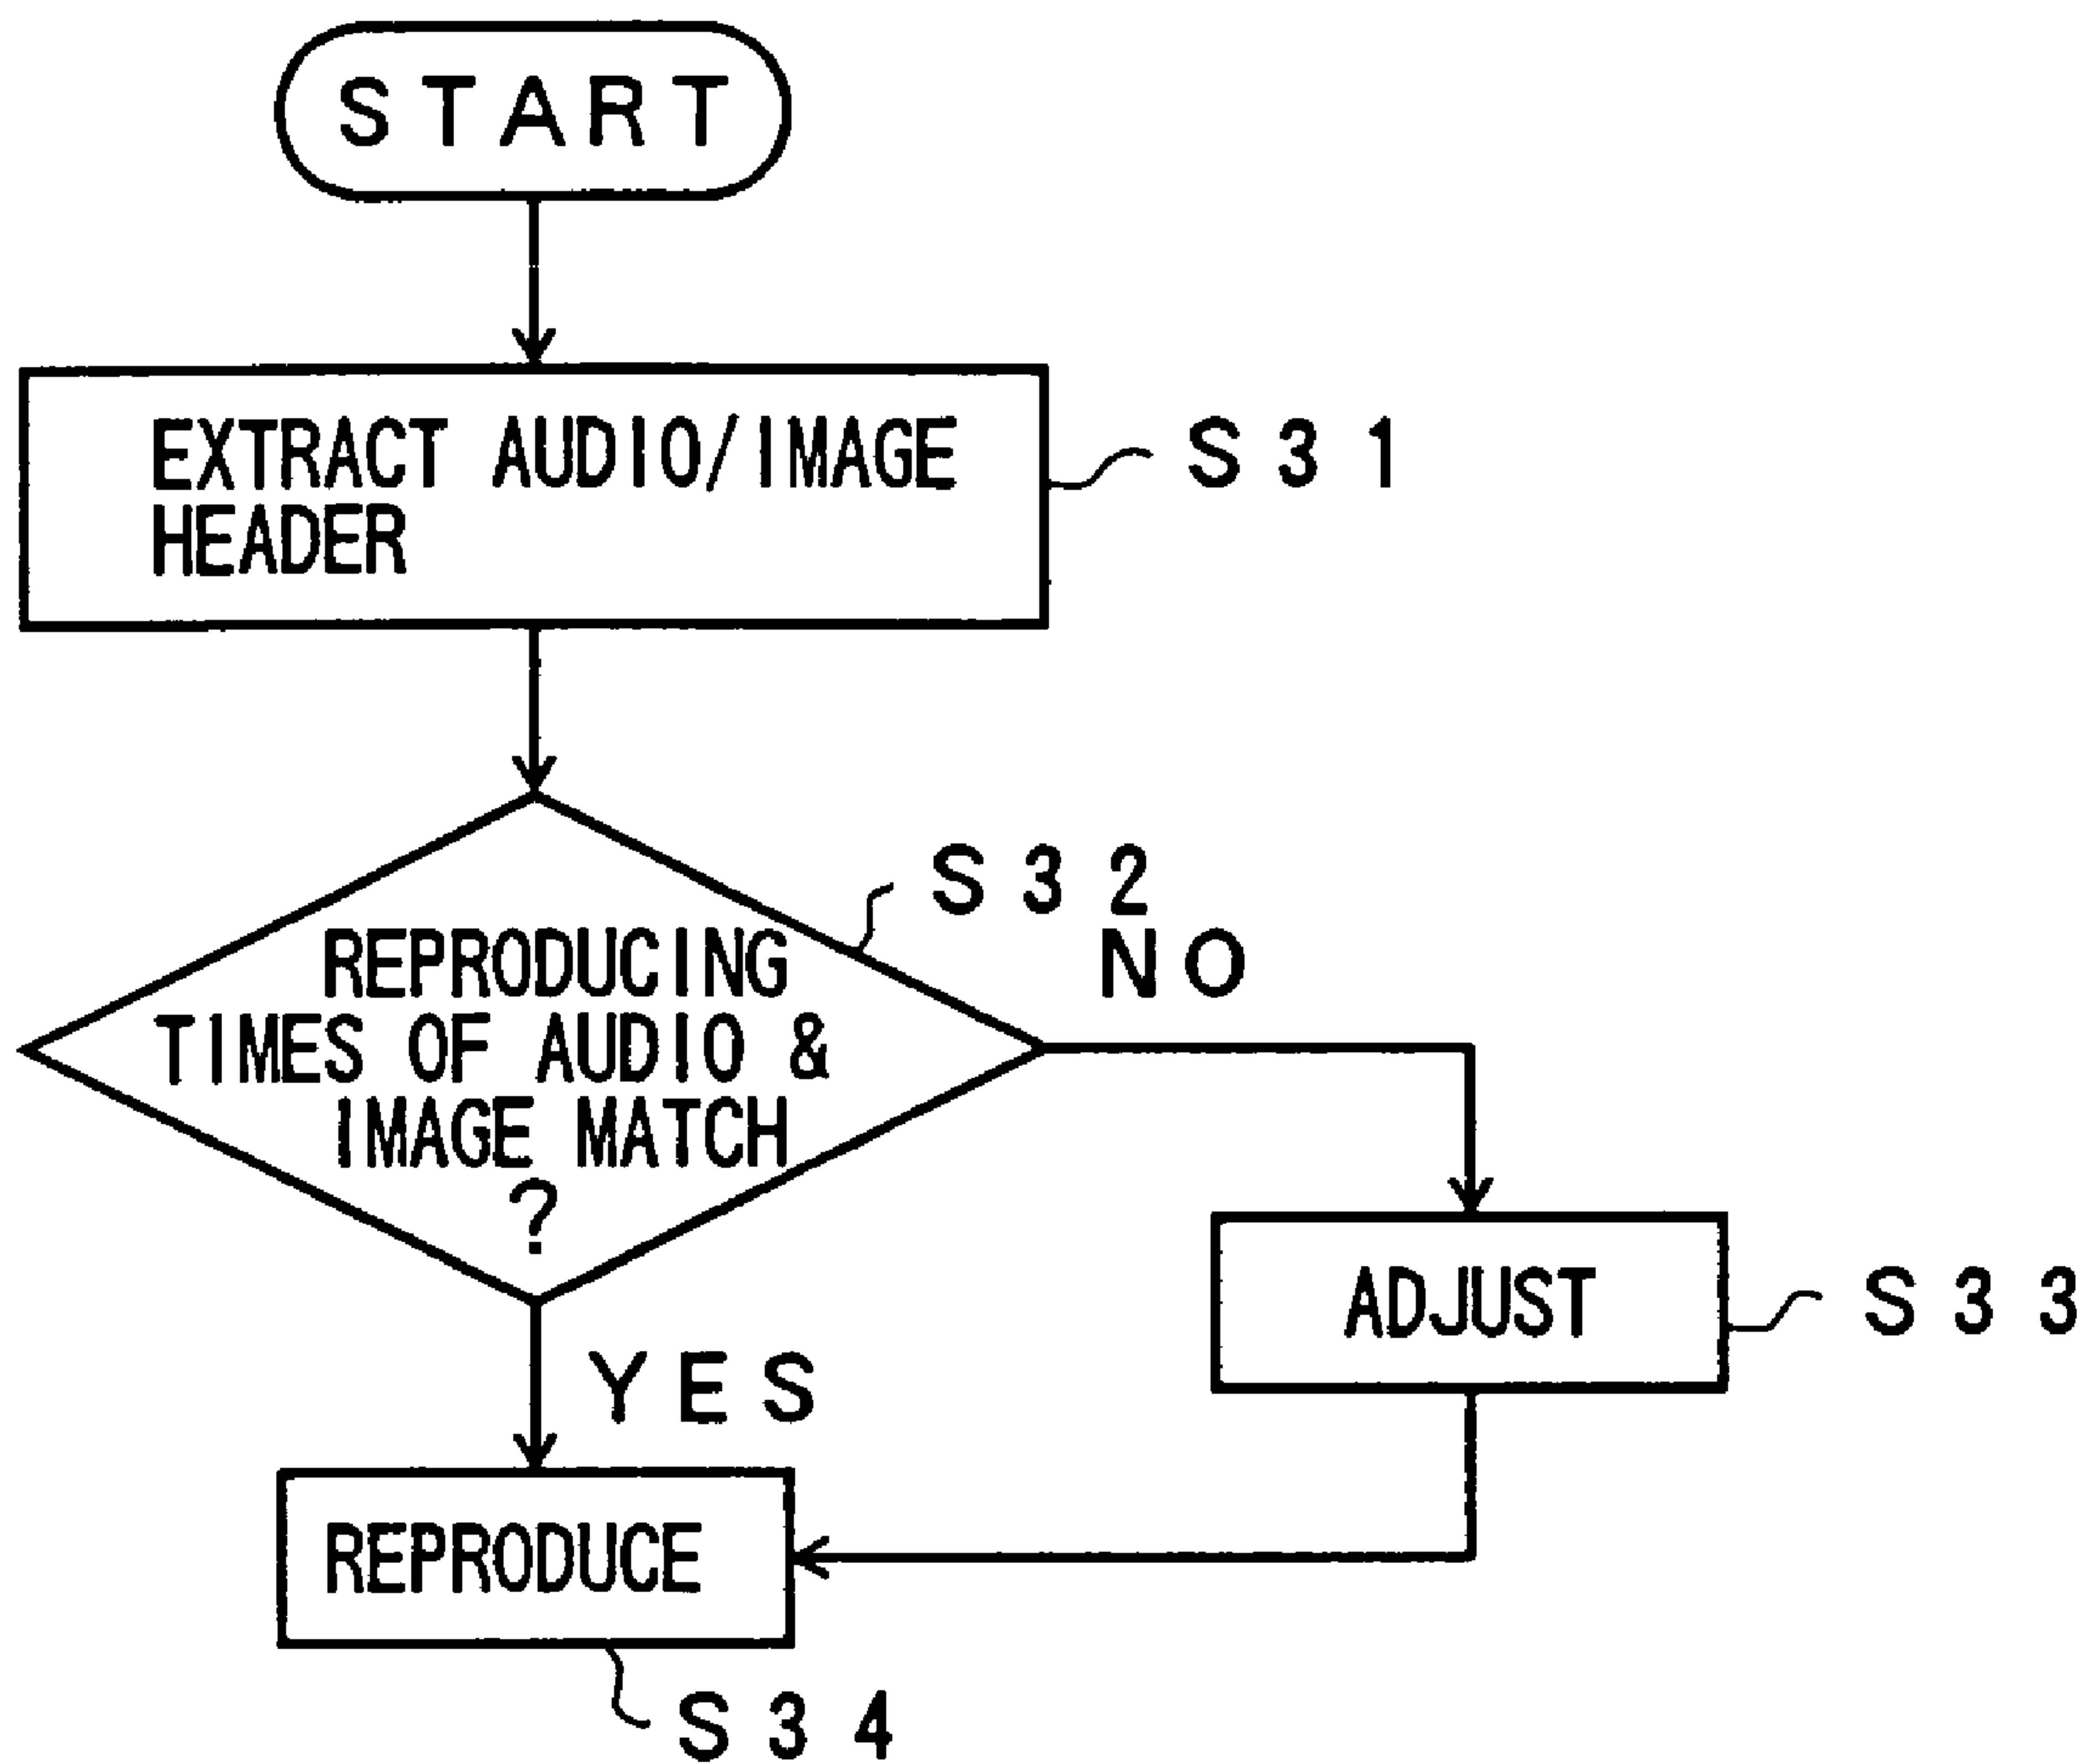 START
EXTRACT AUDIO/IMAGE
HEADER
S31
S32
REPRODUCING
TIMES OF AUDIO &
IMAGE MATCH
?
NO
ADJUST
S33
YES
REPRODUCE
S34